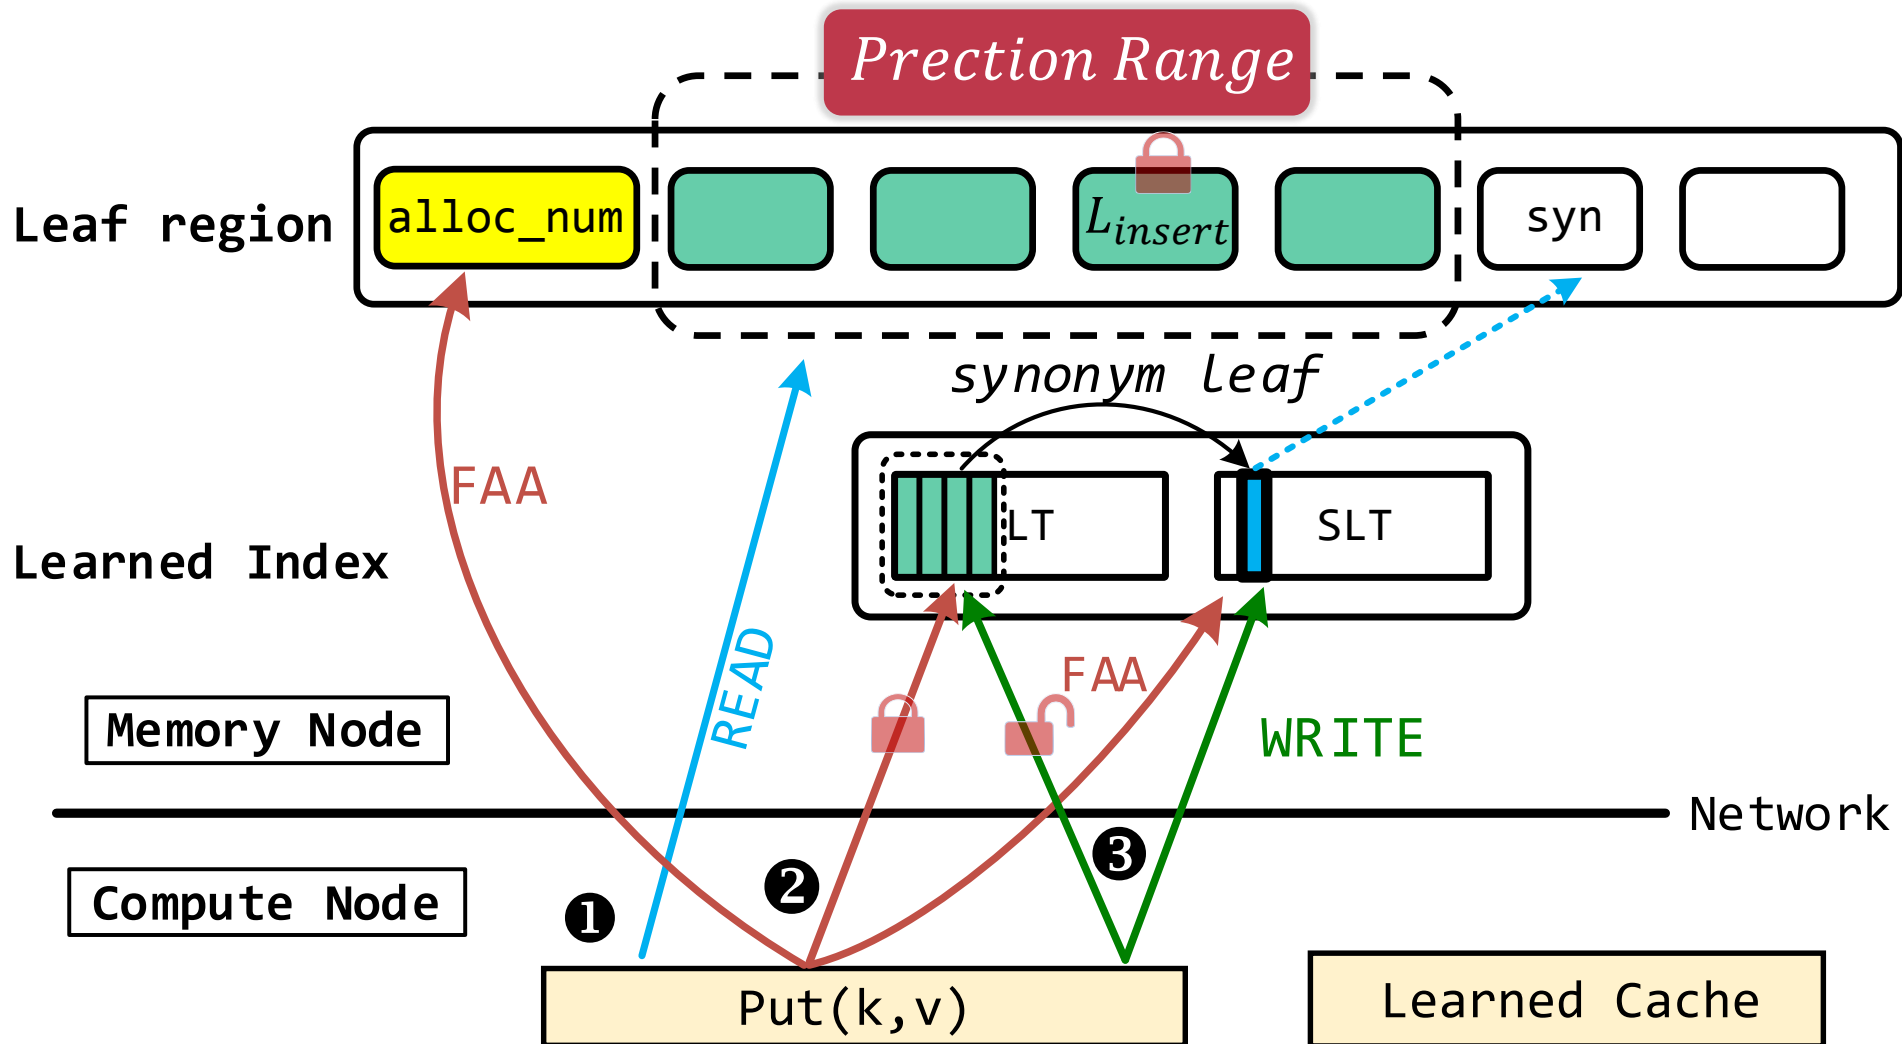 Prection Range
Leaf region
alloc_num
Linsert
syn
synonym leaf
FAA
LT
SLT
Learned Index
READ
FAA
Memory Node
WRITE
Network
❸
❷
Compute Node
❶
Put(k,v)
Learned Cache